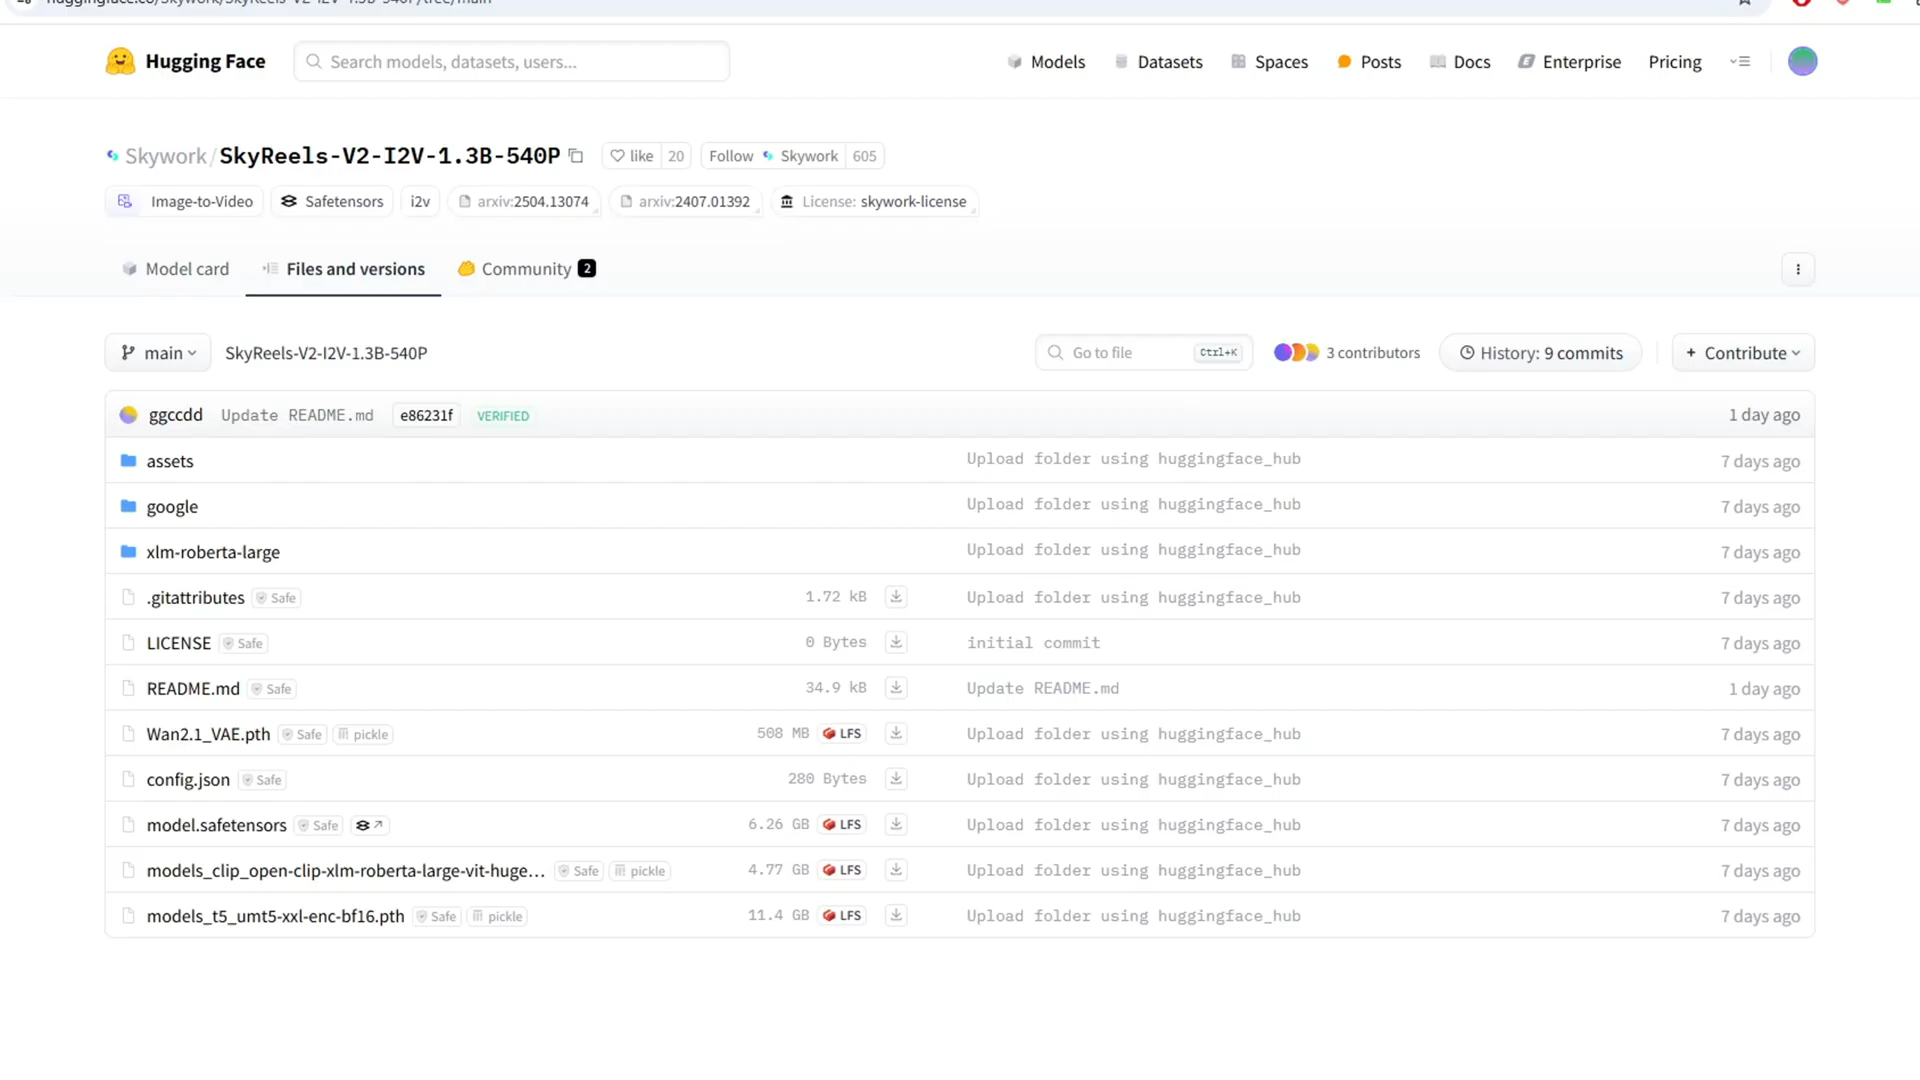 Hugging Face
Search models, datasets, users...
Models
Datasets
Spaces
Posts
Docs
Enterprise
Pricing
Skywork/SkyReels-V2-I2V-1.3B-540P
like 20
Follow Skywork 605
Image-to-Video
Safetensors
i2v
arxiv:2504.13074
arxiv:2407.01392
License: skywork-license
Model card
Files and versions
Community 2
main
SkyReels-V2-I2V-1.3B-540P
Go to file Ctrl+K
3 contributors
History: 9 commits
+ Contribute
ggccdd Update README.md e86231f VERIFIED 1 day ago
assets Upload folder using huggingface_hub 7 days ago
google Upload folder using huggingface_hub 7 days ago
xlm-roberta-large Upload folder using huggingface_hub 7 days ago
.gitattributes Safe 1.72 kB Upload folder using huggingface_hub 7 days ago
LICENSE Safe 0 Bytes initial commit 7 days ago
README.md Safe 34.9 kB Update README.md 1 day ago
Wan2.1_VAE.pth Safe pickle 508 MB LFS Upload folder using huggingface_hub 7 days ago
config.json Safe 280 Bytes Upload folder using huggingface_hub 7 days ago
model.safetensors Safe 6.26 GB LFS Upload folder using huggingface_hub 7 days ago
models_clip_open-clip-xlm-roberta-large-vit-huge... Safe pickle 4.77 GB LFS Upload folder using huggingface_hub 7 days ago
models_t5_umt5-xxl-enc-bf16.pth Safe pickle 11.4 GB LFS Upload folder using huggingface_hub 7 days ago